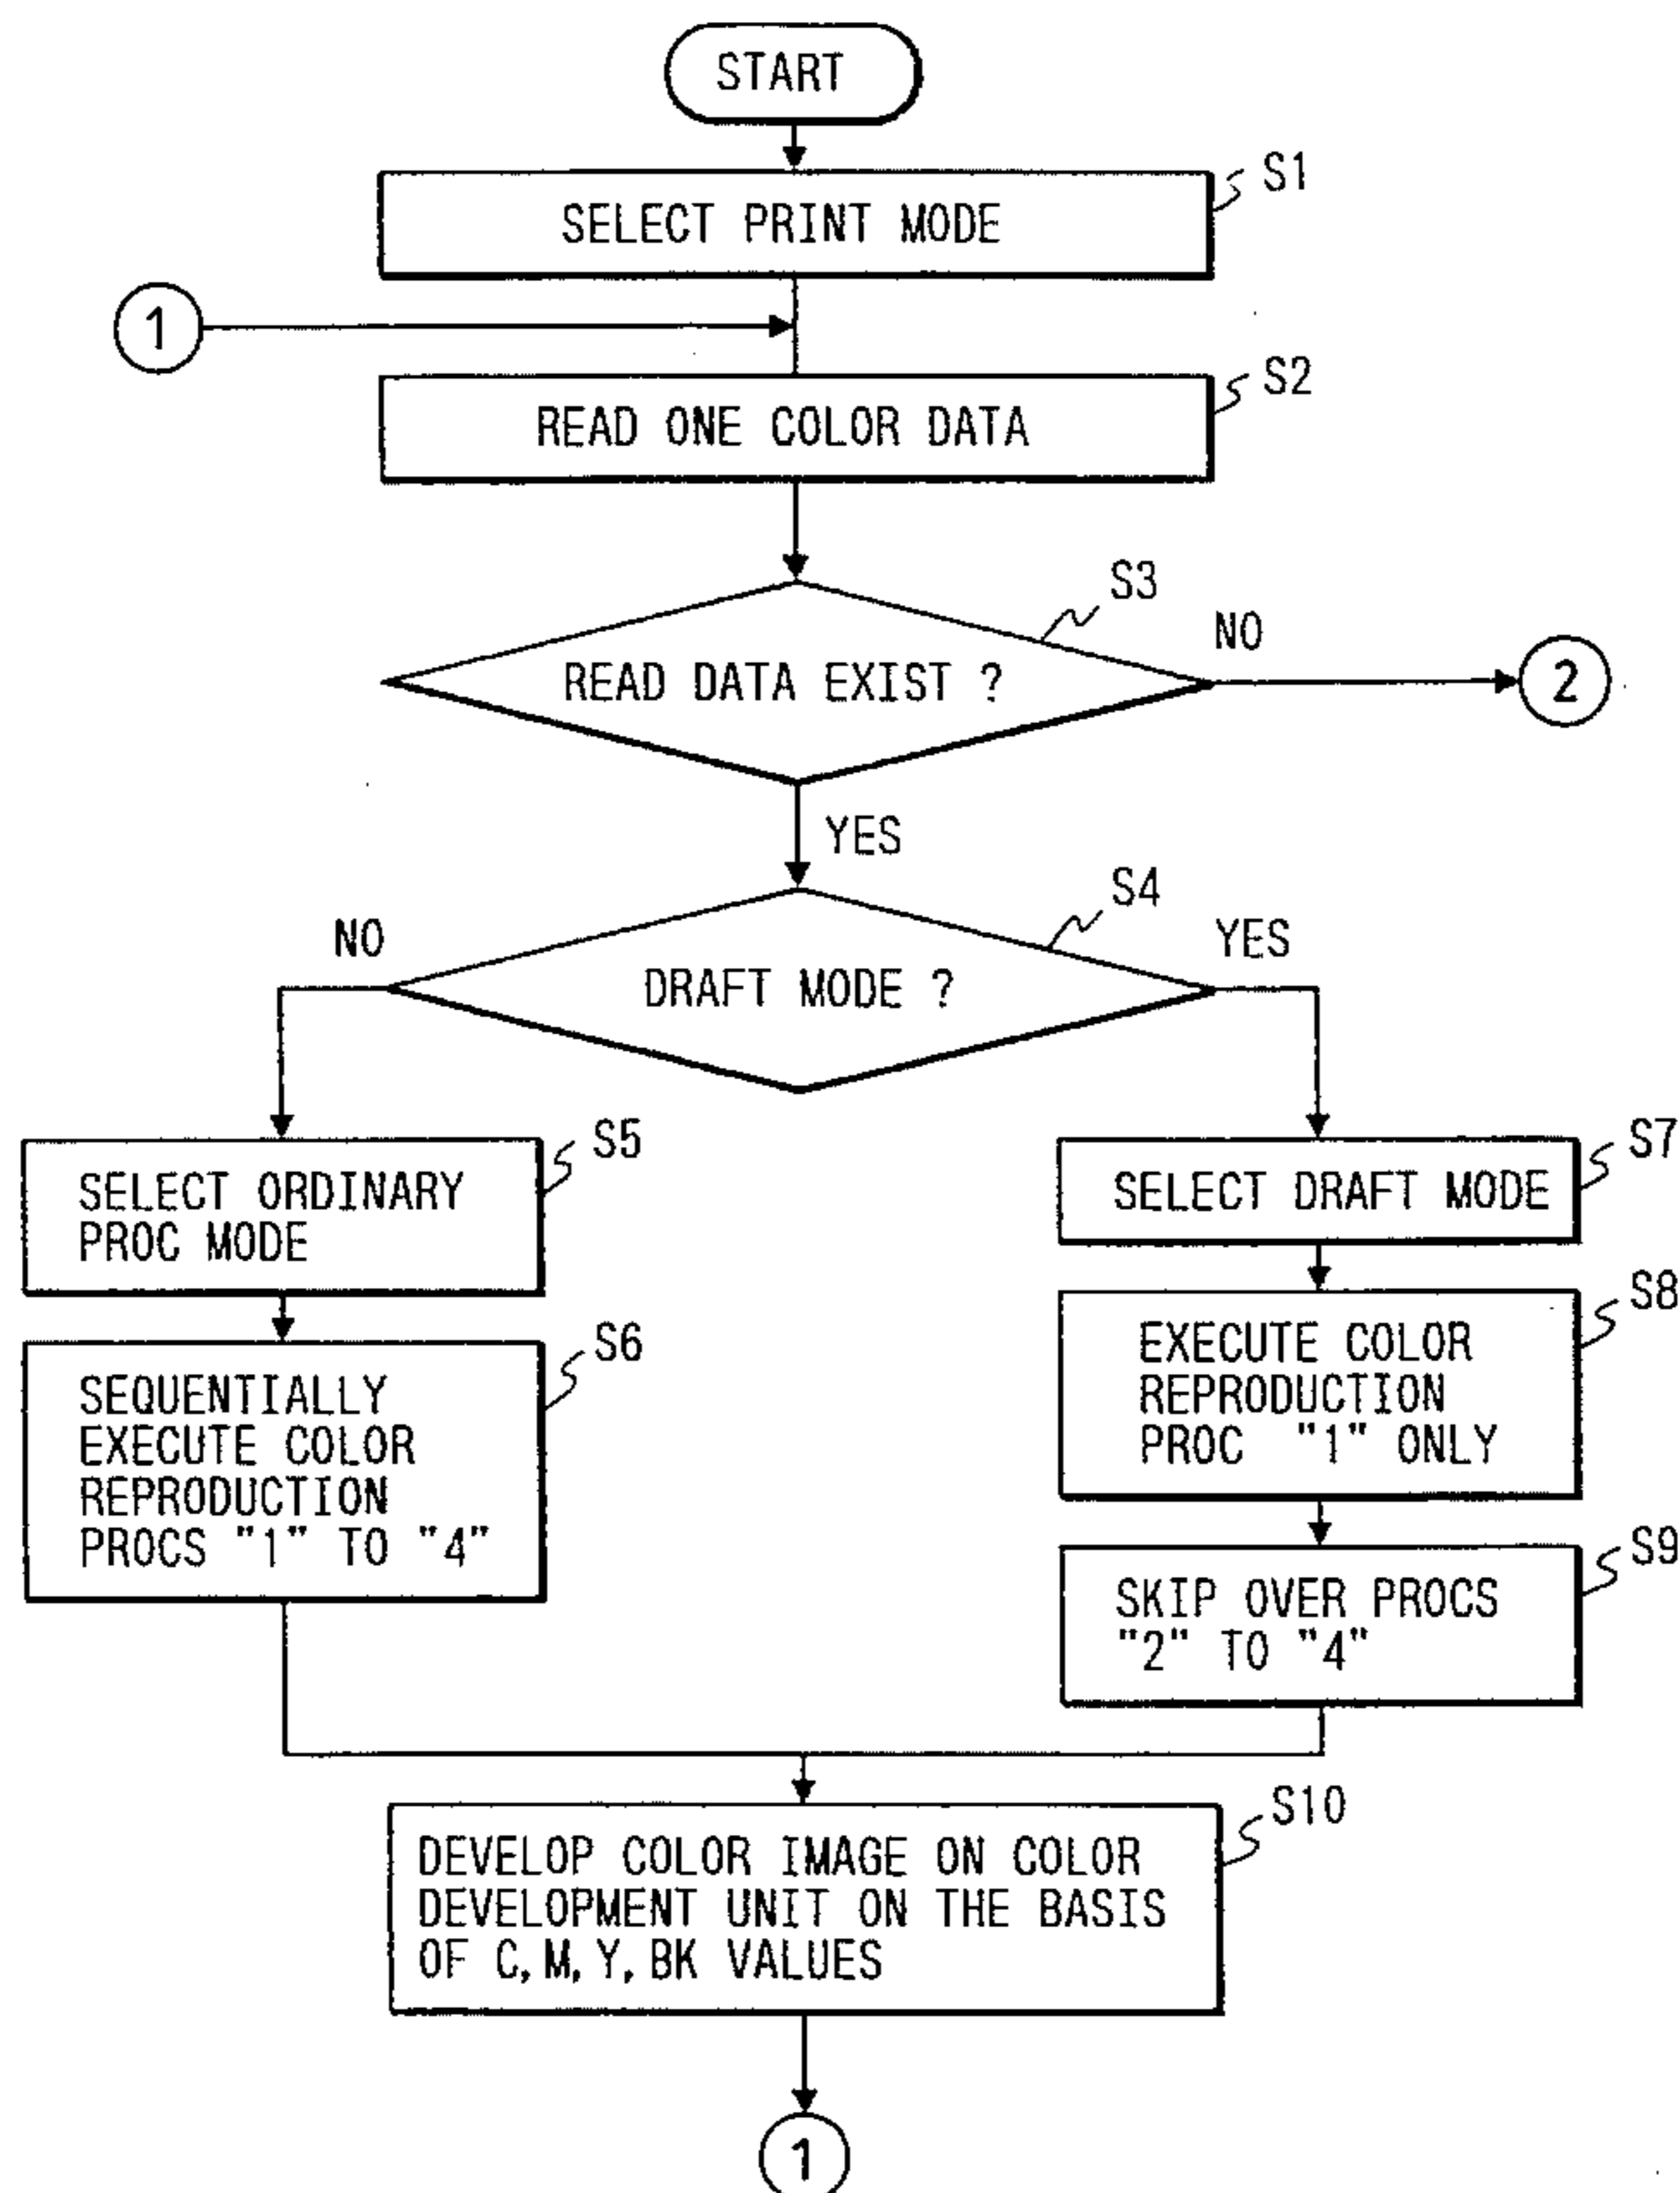 START
S1
SELECT PRINT MODE
1
S2
READ ONE COLOR DATA
S3
NO
READ DATA EXIST ?
2
YES
S4
NO
YES
DRAFT MODE ?
S5
SELECT ORDINARY
PROC MODE
S7
SELECT DRAFT MODE
S6
SEQUENTIALLY
EXECUTE COLOR
REPRODUCTION
PROCS "1" TO "4"
S8
EXECUTE COLOR
REPRODUCTION
PROC "1" ONLY
S9
SKIP OVER PROCS
"2" TO "4"
S10
DEVELOP COLOR IMAGE ON COLOR
DEVELOPMENT UNIT ON THE BASIS
OF C, M, Y, BK VALUES
1